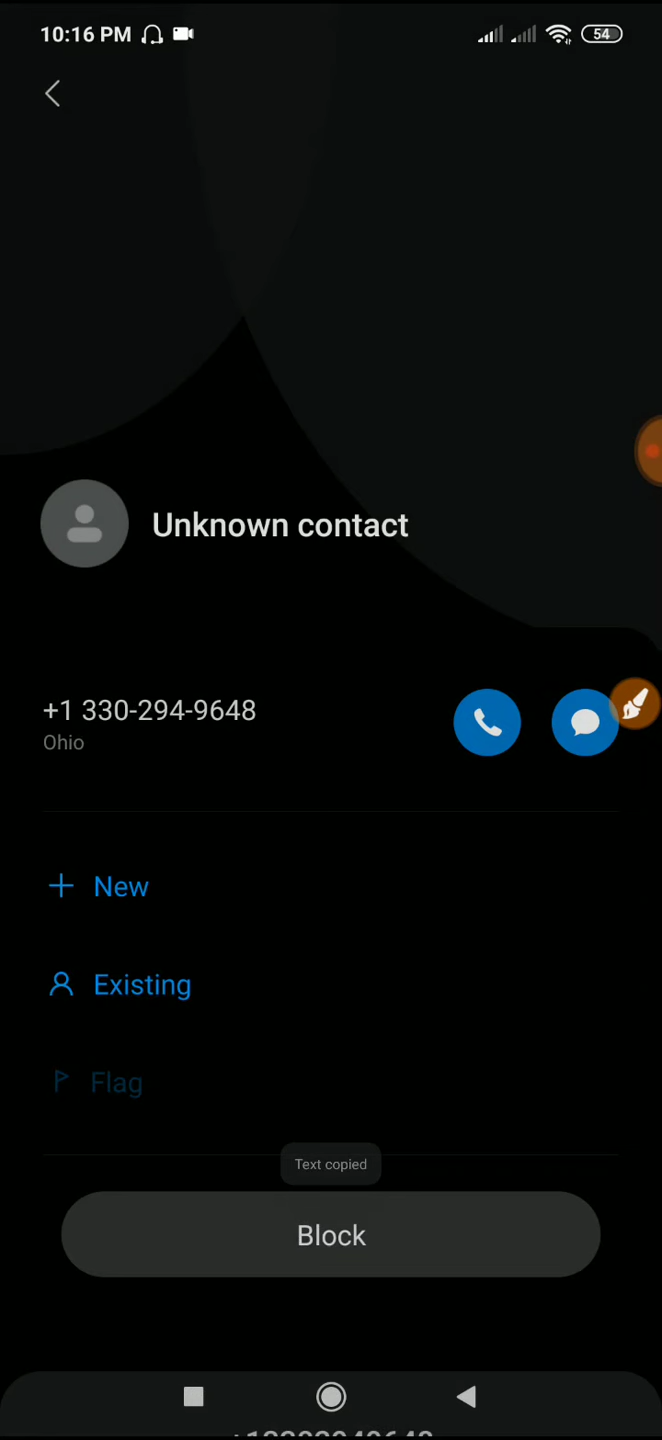 10:16 PM
54
Unknown contact
+1 330-294-9648
Ohio
New
Existing
Flag
Text copied
Block